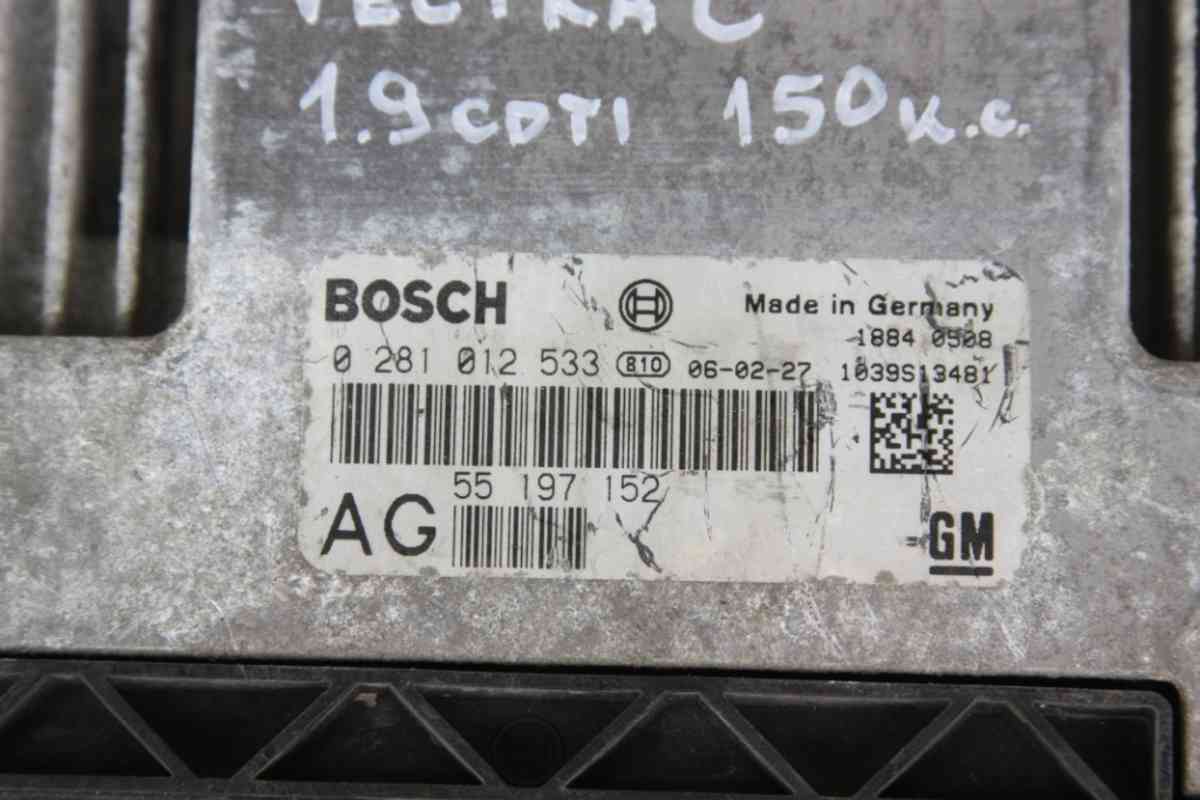 VECTRA C
1.9 CDTI 150 к.с.
BOSCH
Made in Germany
1884 0508
0 281 012 533 810 06-02-27 1039S13481
55 197 152
AG
GM